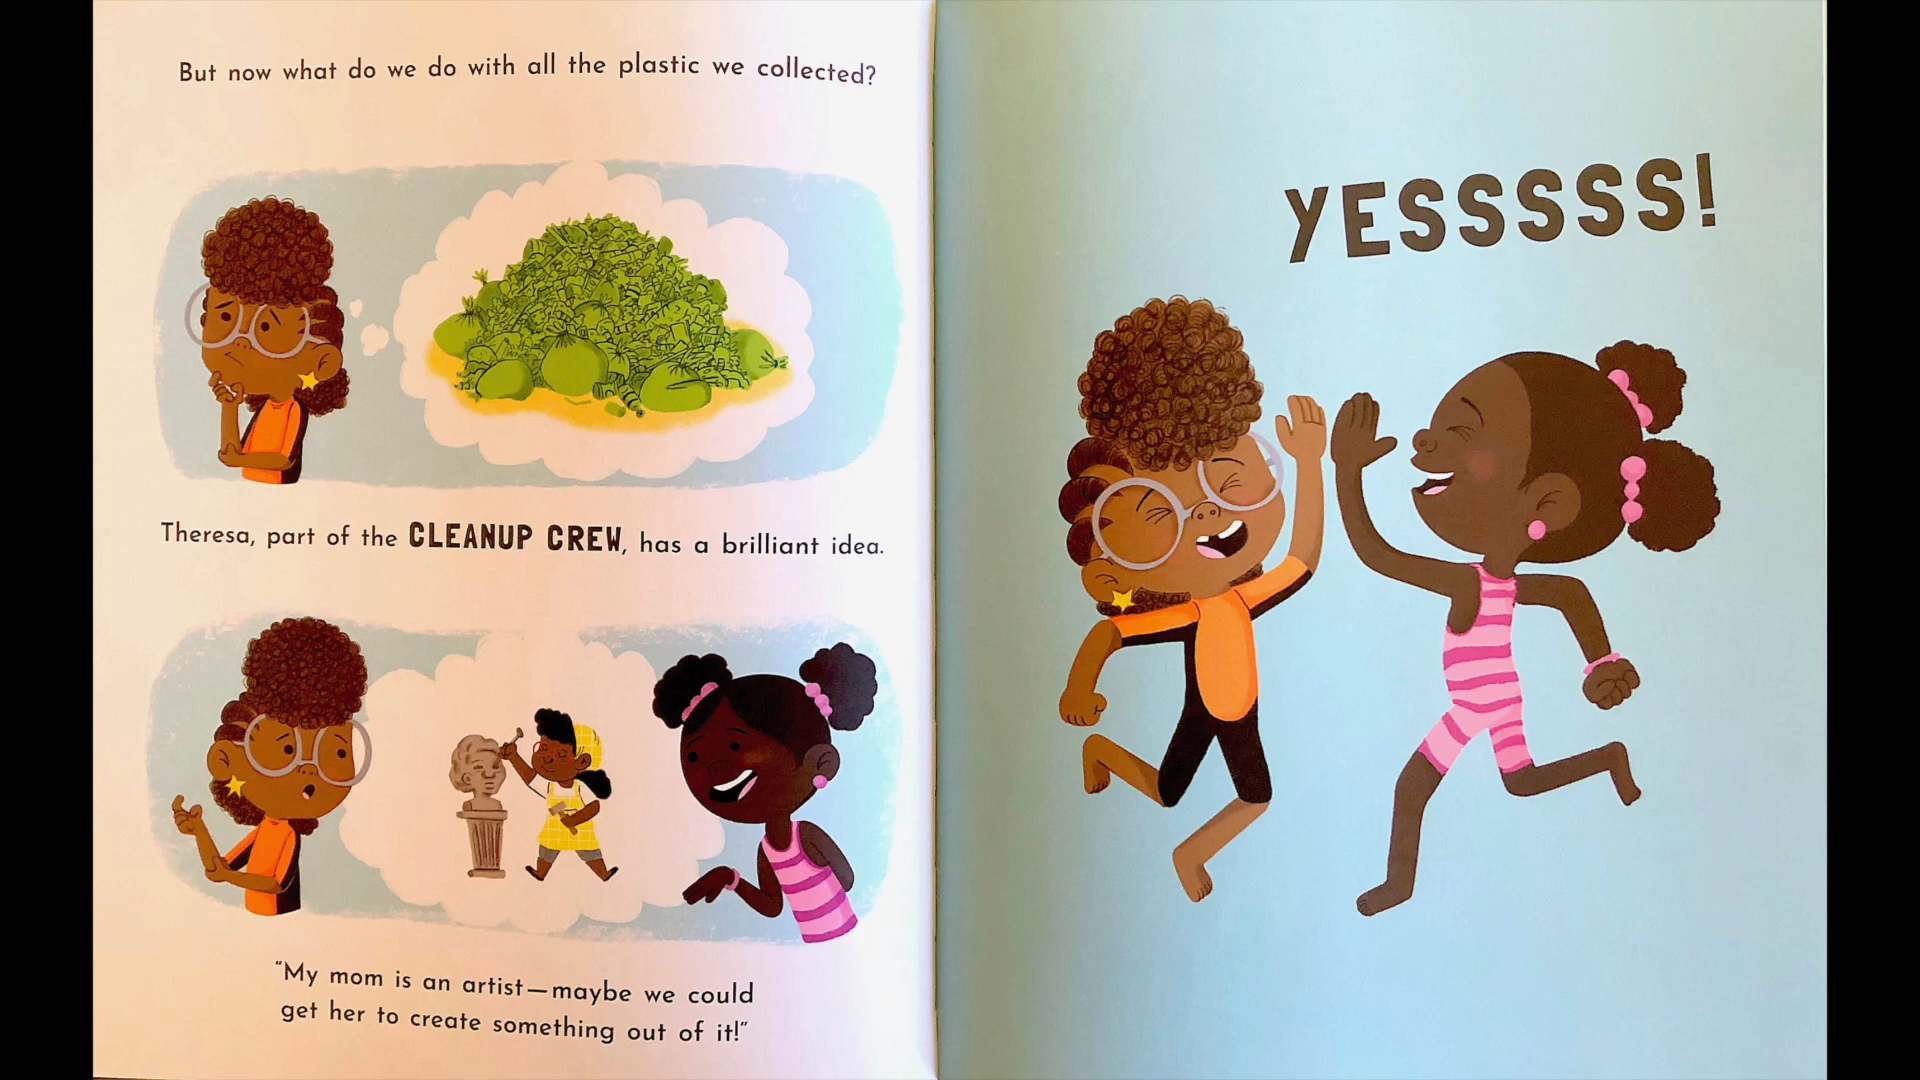 But now what do we do with all the plastic we collected?
Theresa, part of the CLEANUP CREW, has a brilliant idea.
“My mom is an artist—maybe we could
get her to create something out of it!”
YESSSSS!